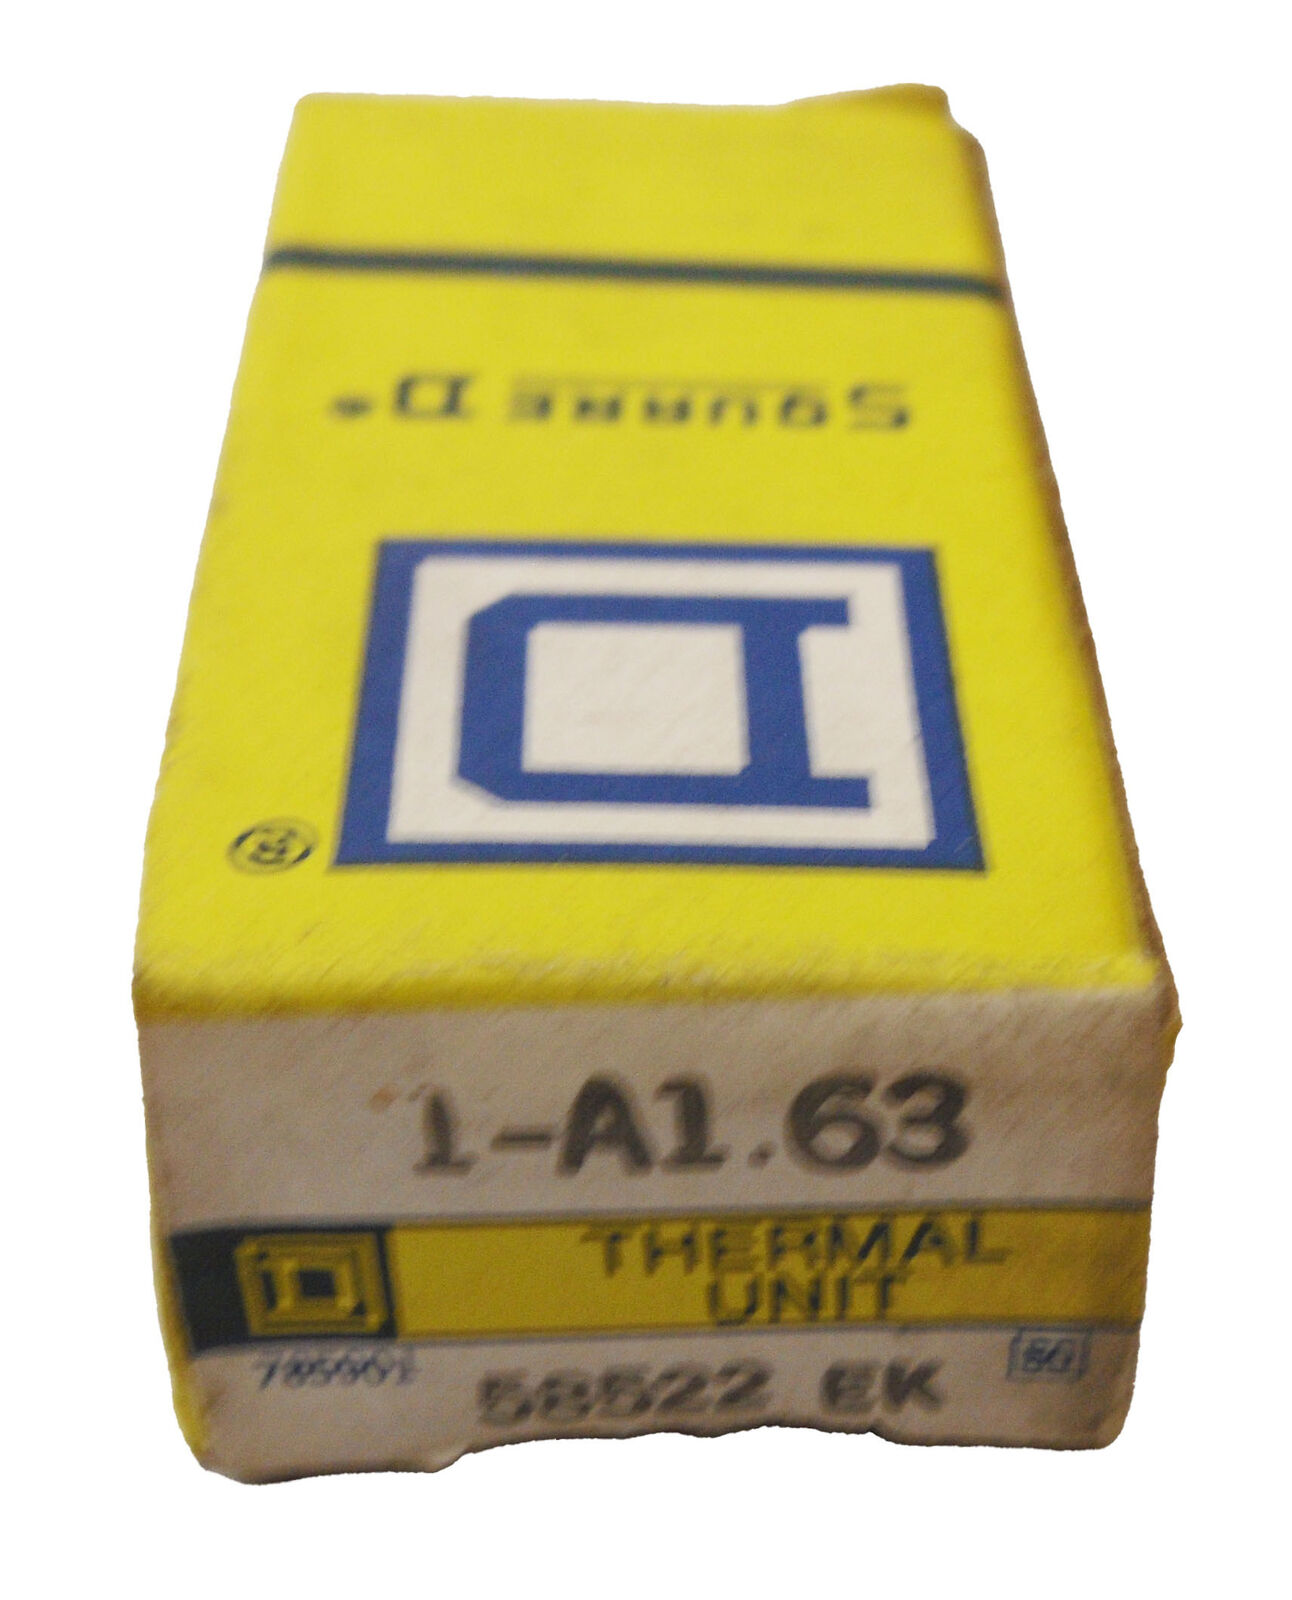 SQUARE D®
D
®
1-A1.63
THERMAL
UNIT
58522 EK